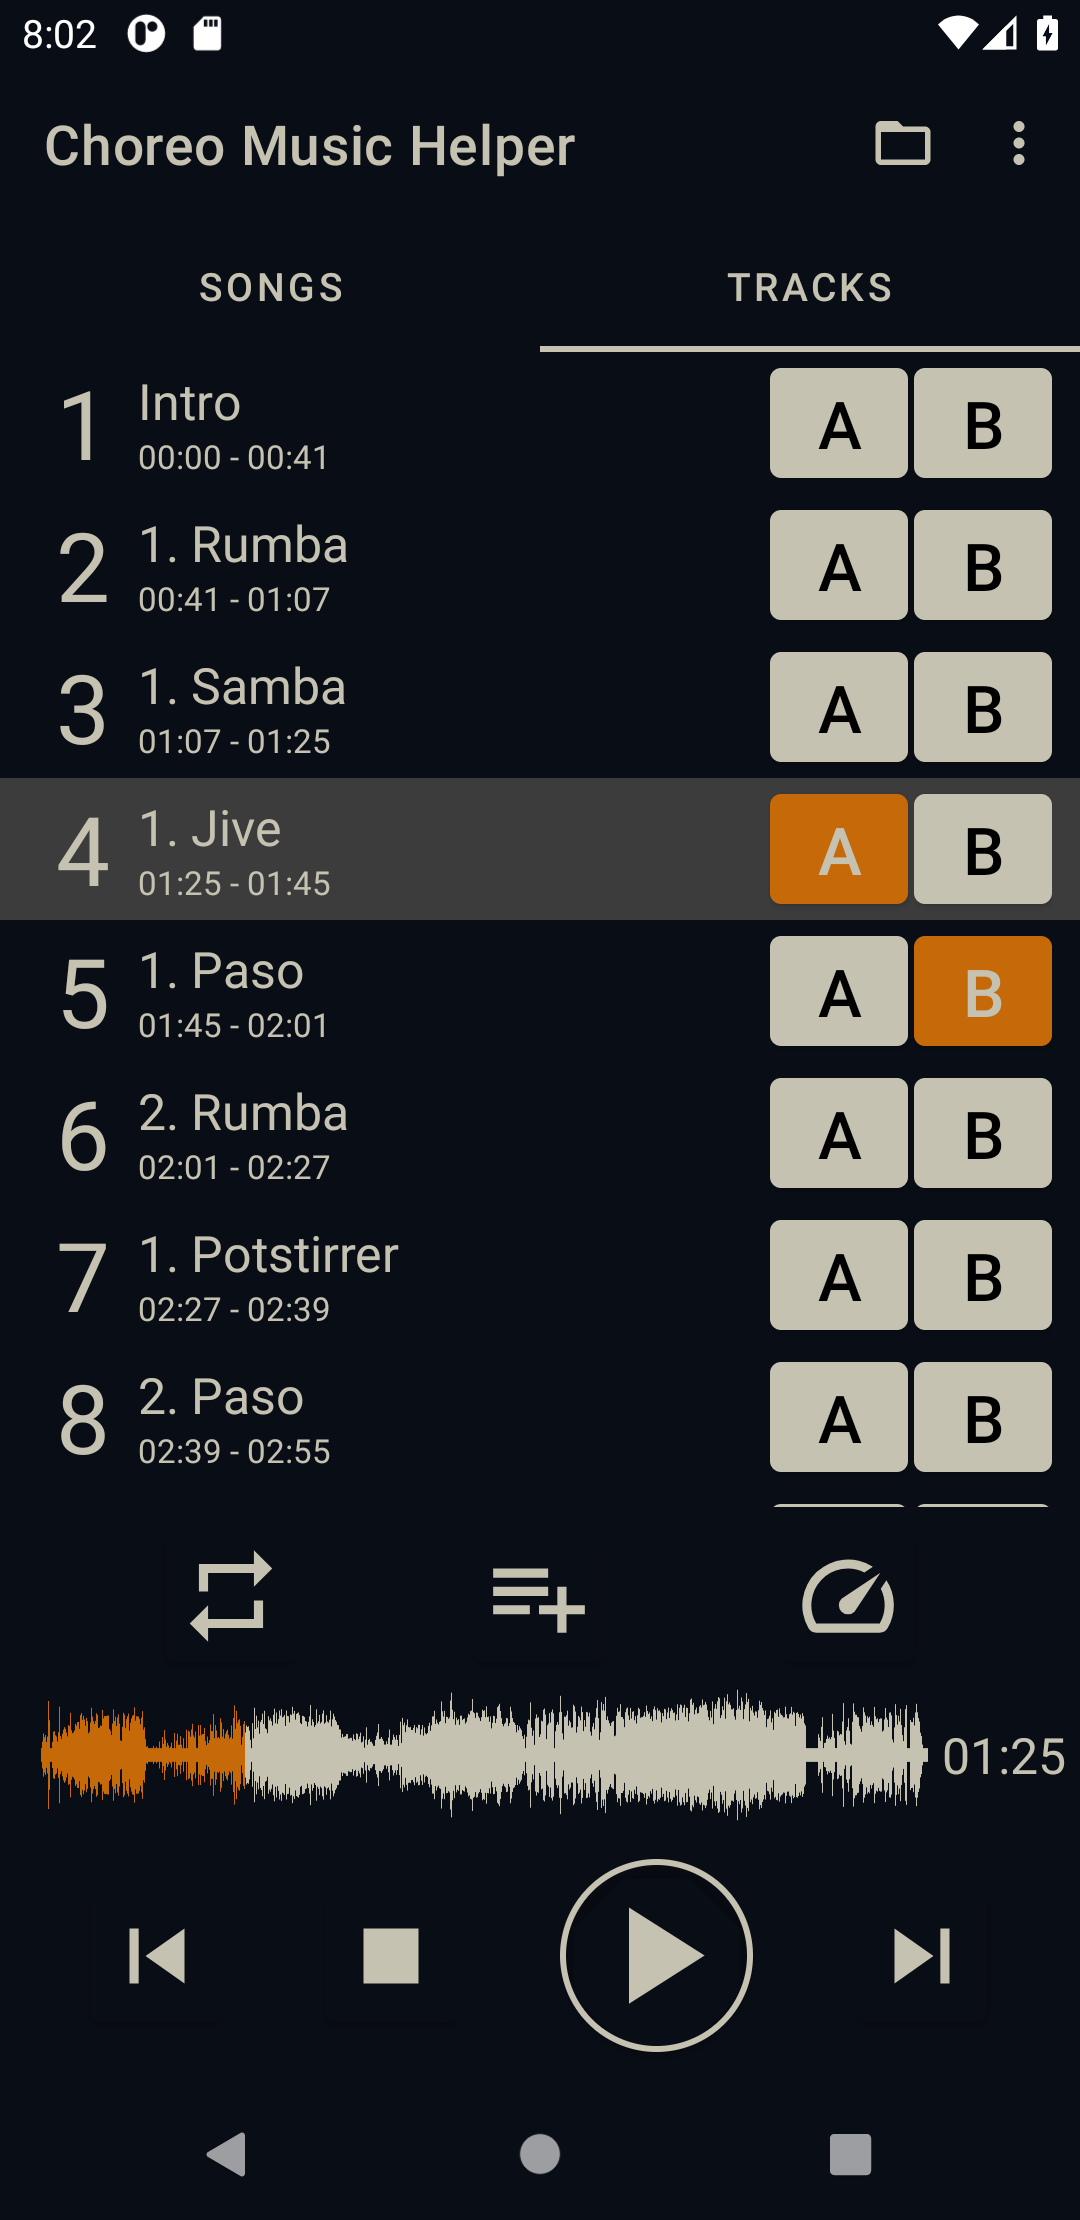 8:02
Choreo Music Helper
SONGS TRACKS
1 Intro A B
00:00 - 00:41
2 1. Rumba A B
00:41 - 01:07
3 1. Samba A B
01:07 - 01:25
4 1. Jive A B
01:25 - 01:45
5 1. Paso A B
01:45 - 02:01
6 2. Rumba A B
02:01 - 02:27
7 1. Potstirrer A B
02:27 - 02:39
8 2. Paso A B
02:39 - 02:55
01:25